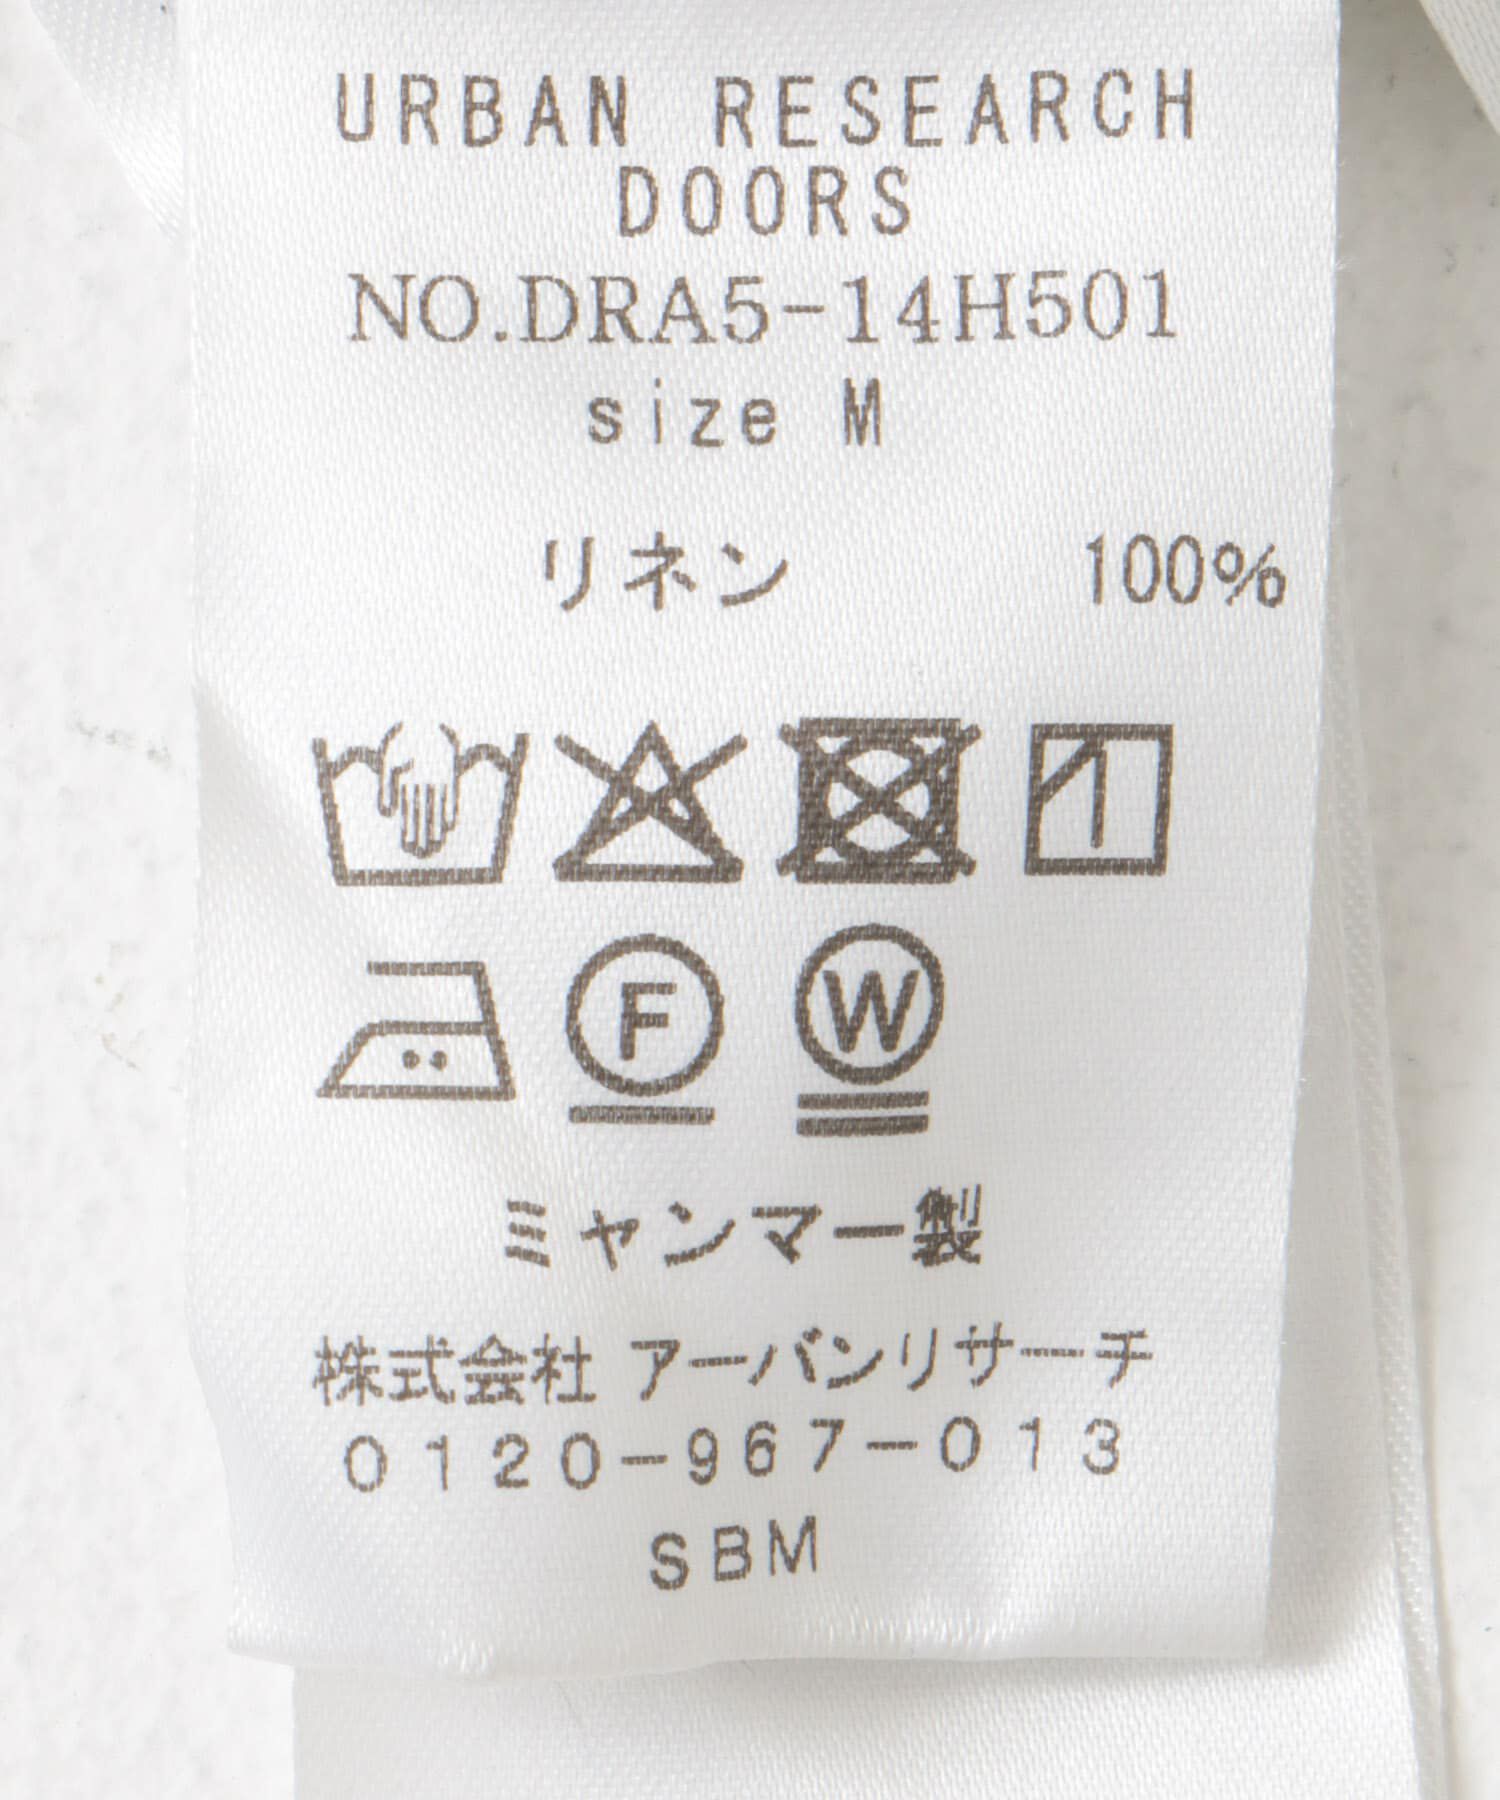 URBAN RESEARCH
DOORS
NO.DRA5-14H501
size M
リネン 100%
F W
ミャンマー製
株式会社 アーバンリサーチ
0120-967-013
SBM